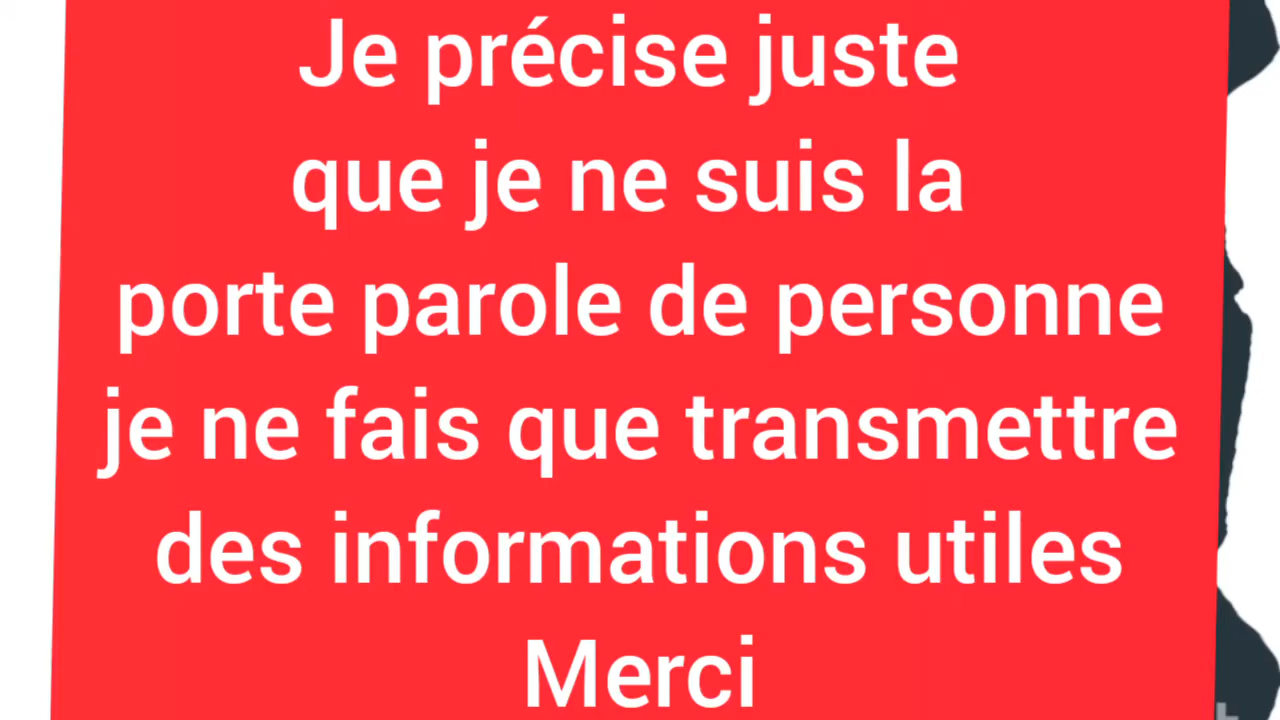 Je précise juste
que je ne suis la
porte parole de personne
je ne fais que transmettre
des informations utiles
Merci